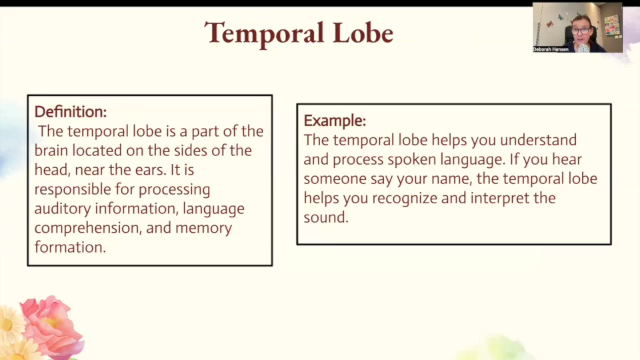 Temporal Lobe
Deborah Hansen
Definition:
The temporal lobe is a part of the
brain located on the sides of the
head, near the ears. It is
responsible for processing
auditory information, language
comprehension, and memory
formation.
Example:
The temporal lobe helps you understand
and process spoken language. If you hear
someone say your name, the temporal lobe
helps you recognize and interpret the
sound.